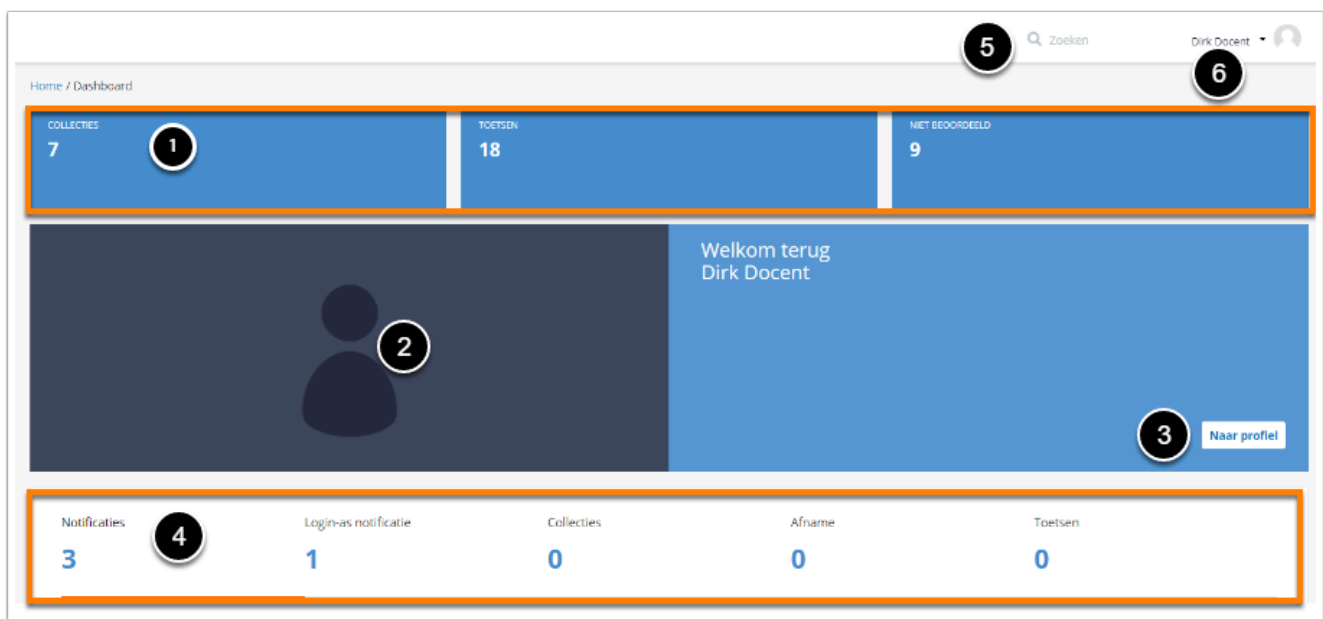 5
Zoeken
Dirk Docent
6
Home / Dashboard
COLLECTIES
7
1
TOETSEN
18
NIET BEOORDEELD
9
2
Welkom terug
Dirk Docent
3
Naar profiel
Notificaties
3
4
Login-as notificatie
1
Collecties
0
Afname
0
Toetsen
0